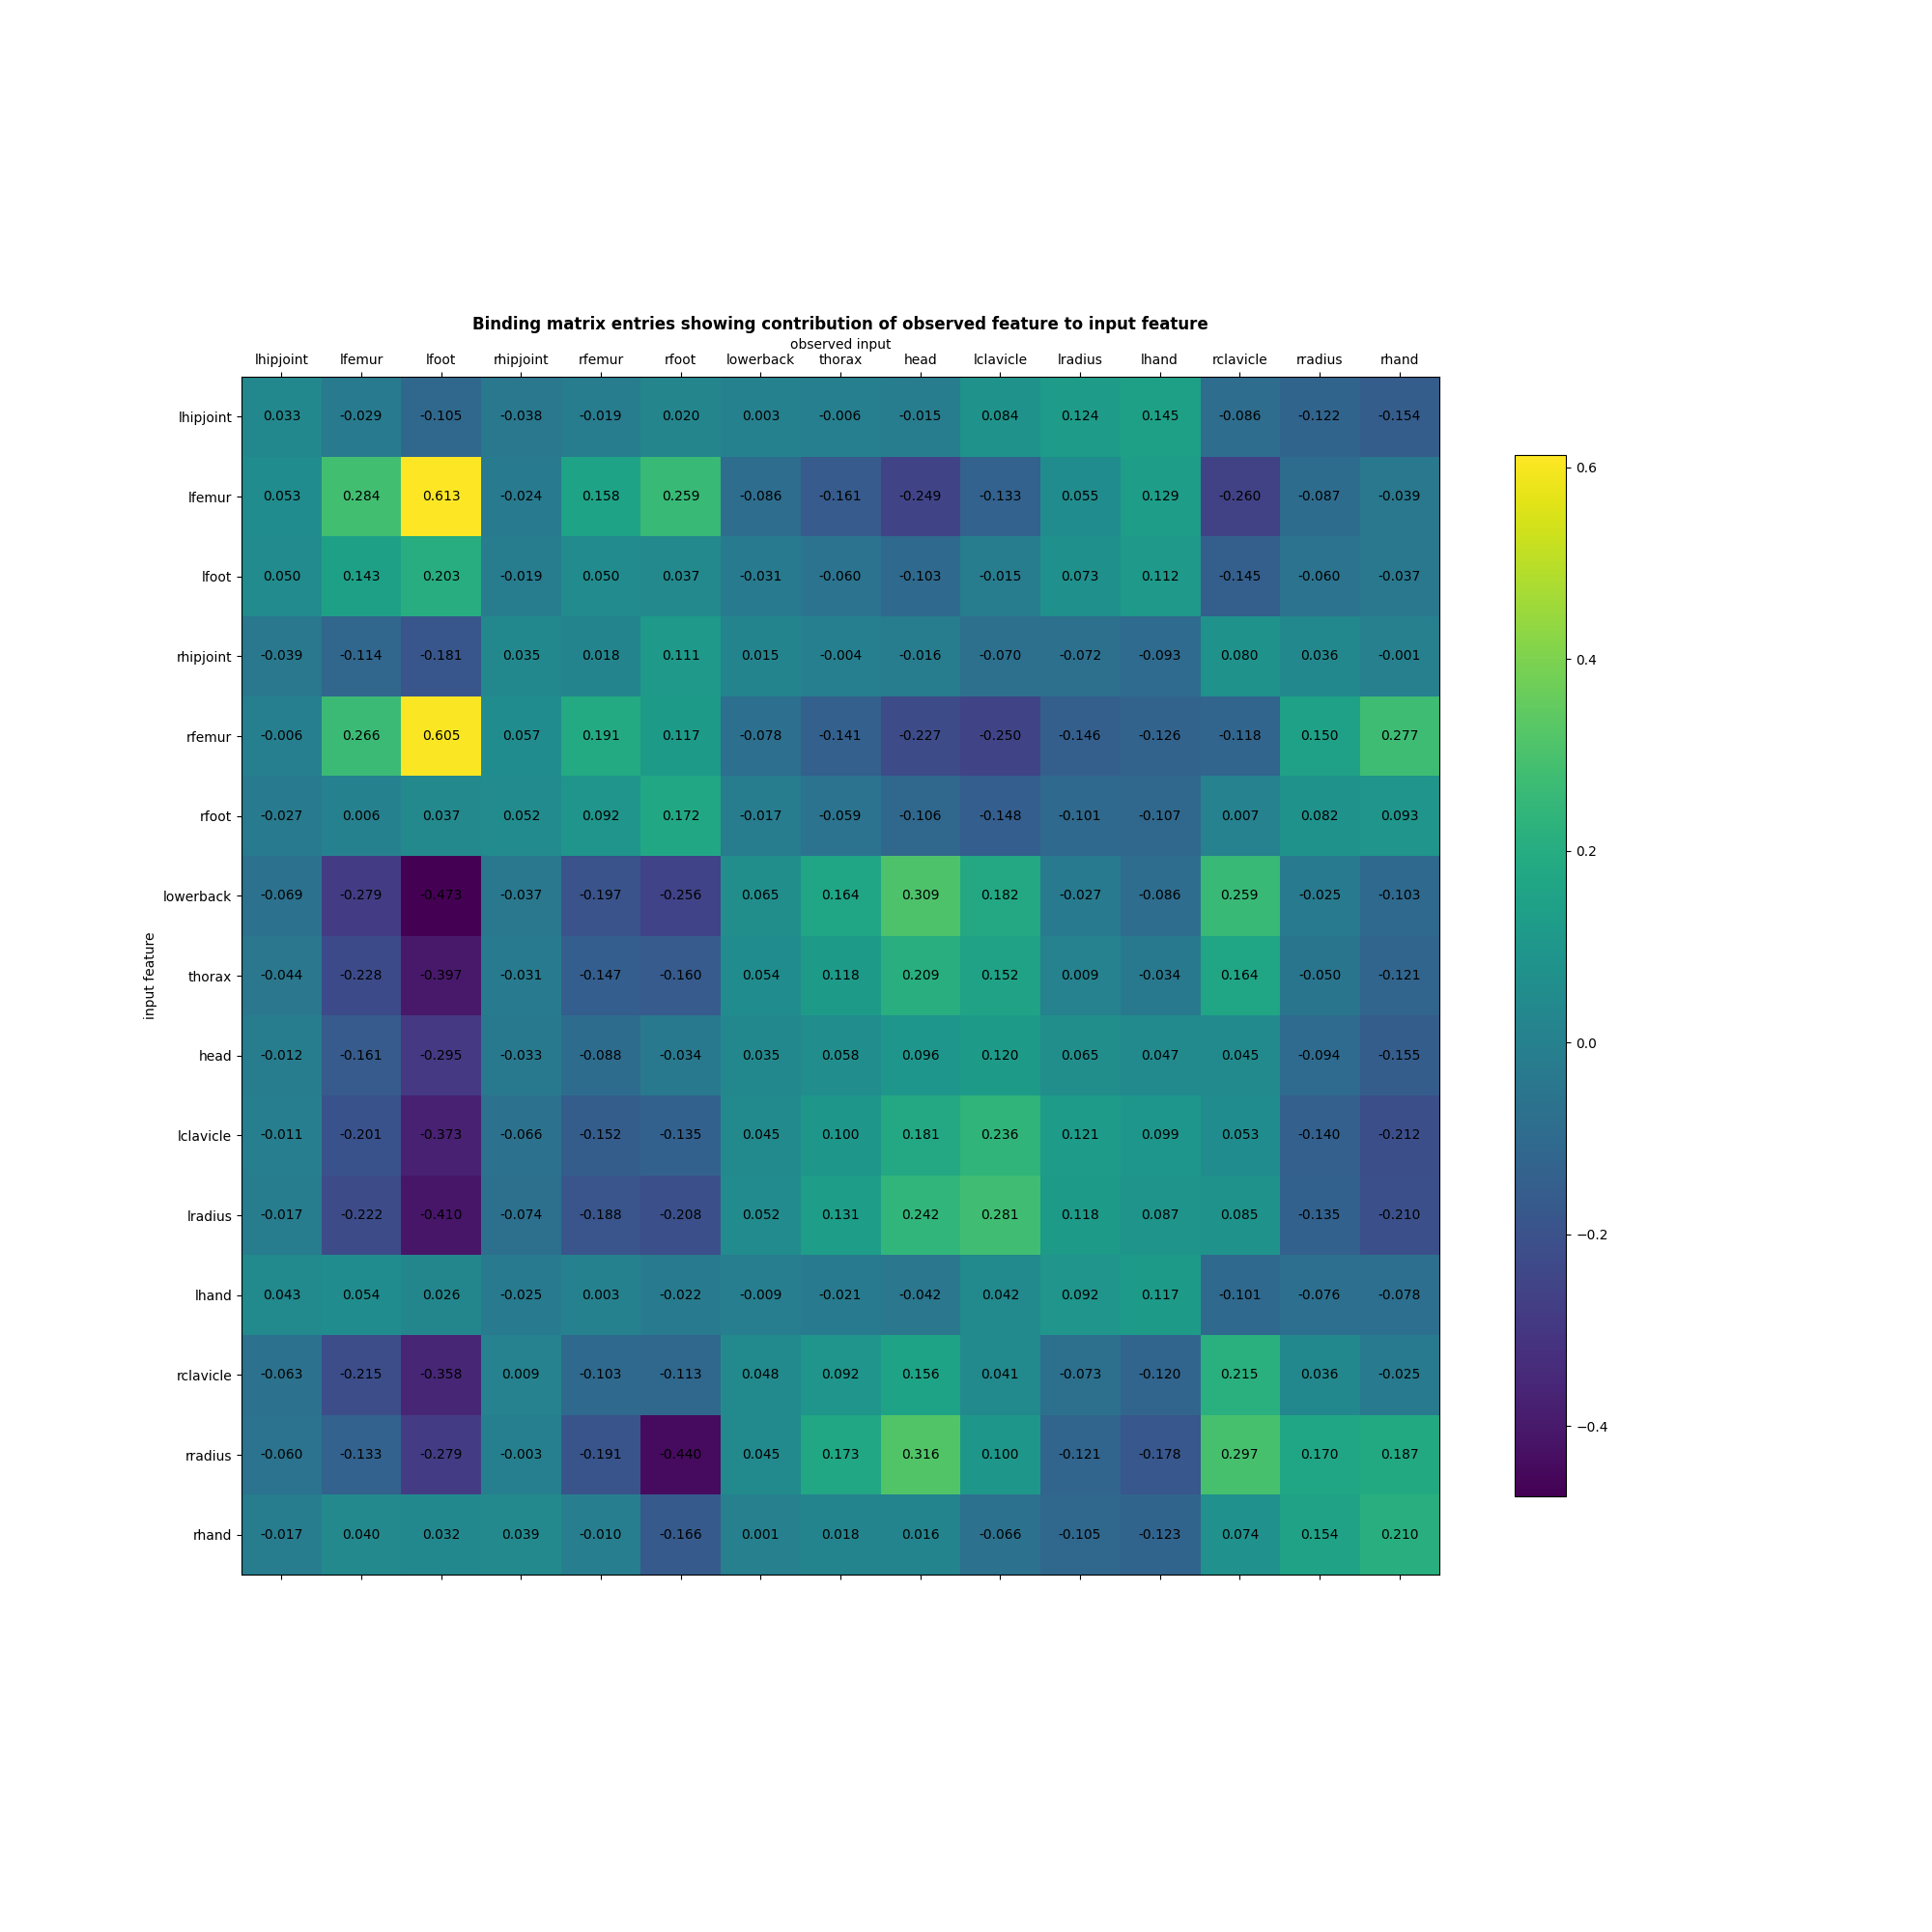 Binding matrix entries showing contribution of observed feature to input feature
observed input
lhipjoint lfemur lfoot rhipjoint rfemur rfoot lowerback thorax head lclavicle lradius lhand rclavicle rradius rhand
lhipjoint 0.033 -0.029 -0.105 -0.038 -0.019 0.020 0.003 -0.006 -0.015 0.084 0.124 0.145 -0.086 -0.122 -0.154
lfemur 0.053 0.284 0.613 -0.024 0.158 0.259 -0.086 -0.161 -0.249 -0.133 0.055 0.129 -0.260 -0.087 -0.039
lfoot 0.050 0.143 0.203 -0.019 0.050 0.037 -0.031 -0.060 -0.103 -0.015 0.073 0.112 -0.145 -0.060 -0.037
rhipjoint -0.039 -0.114 -0.181 0.035 0.018 0.111 0.015 -0.004 -0.016 -0.070 -0.072 -0.093 0.080 0.036 -0.001
rfemur -0.006 0.266 0.605 0.057 0.191 0.117 -0.078 -0.141 -0.227 -0.250 -0.146 -0.126 -0.118 0.150 0.277
rfoot -0.027 0.006 0.037 0.052 0.092 0.172 -0.017 -0.059 -0.106 -0.148 -0.101 -0.107 0.007 0.082 0.093
lowerback -0.069 -0.279 -0.473 -0.037 -0.197 -0.256 0.065 0.164 0.309 0.182 -0.027 -0.086 0.259 -0.025 -0.103
thorax -0.044 -0.228 -0.397 -0.031 -0.147 -0.160 0.054 0.118 0.209 0.152 0.009 -0.034 0.164 -0.050 -0.121
head -0.012 -0.161 -0.295 -0.033 -0.088 -0.034 0.035 0.058 0.096 0.120 0.065 0.047 0.045 -0.094 -0.155
lclavicle -0.011 -0.201 -0.373 -0.066 -0.152 -0.135 0.045 0.100 0.181 0.236 0.121 0.099 0.053 -0.140 -0.212
lradius -0.017 -0.222 -0.410 -0.074 -0.188 -0.208 0.052 0.131 0.242 0.281 0.118 0.087 0.085 -0.135 -0.210
lhand 0.043 0.054 0.026 -0.025 0.003 -0.022 -0.009 -0.021 -0.042 0.042 0.092 0.117 -0.101 -0.076 -0.078
rclavicle -0.063 -0.215 -0.358 0.009 -0.103 -0.113 0.048 0.092 0.156 0.041 -0.073 -0.120 0.215 0.036 -0.025
rradius -0.060 -0.133 -0.279 -0.003 -0.191 -0.440 0.045 0.173 0.316 0.100 -0.121 -0.178 0.297 0.170 0.187
rhand -0.017 0.040 0.032 0.039 -0.010 -0.166 0.001 0.018 0.016 -0.066 -0.105 -0.123 0.074 0.154 0.210
input feature
0.6
0.4
0.2
0.0
−0.2
−0.4